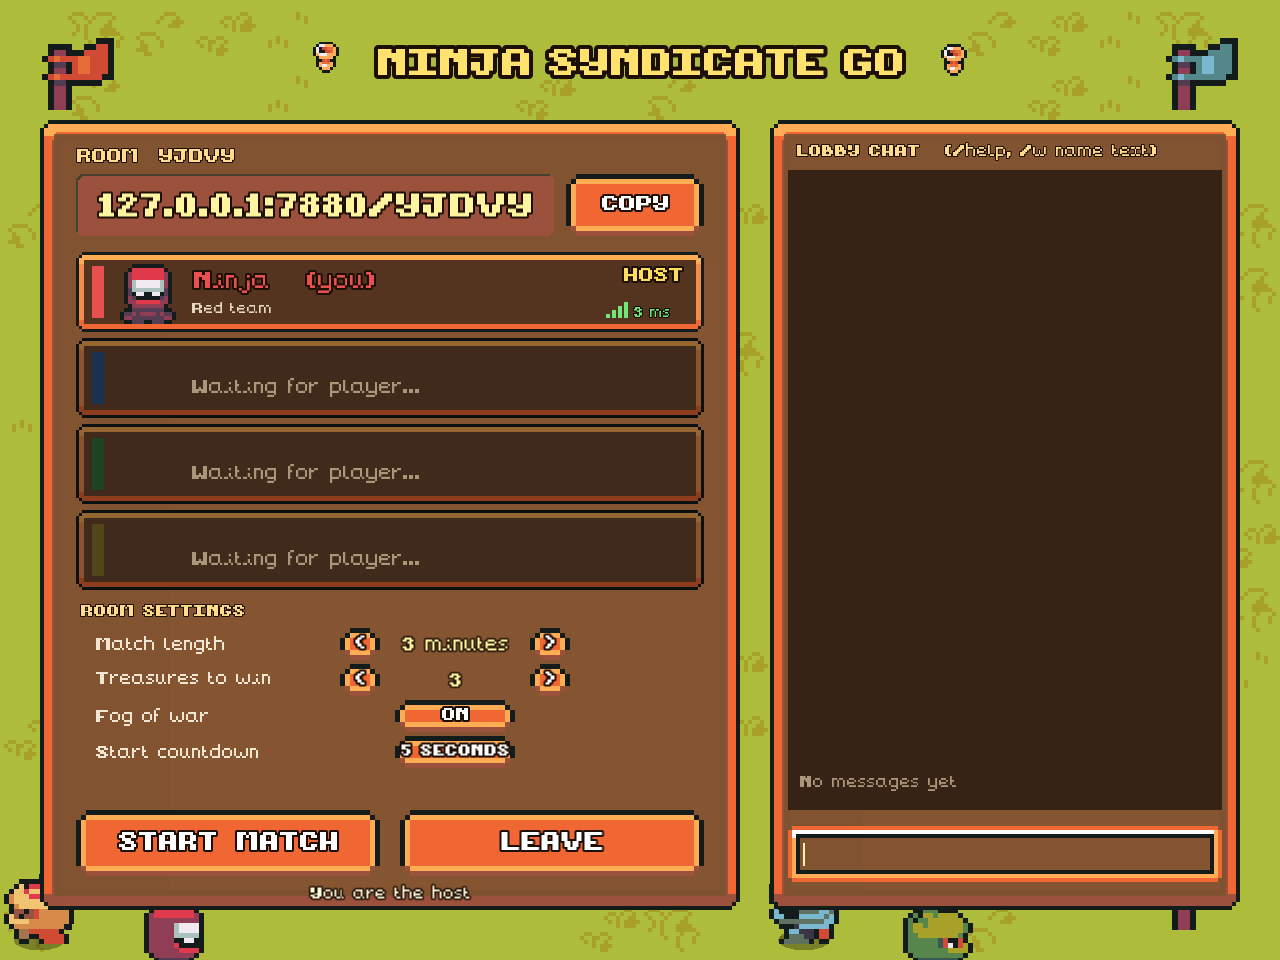 NINJA SYNDICATE GO
ROOM YJDVY
127.0.0.1:7880/YJDVY
COPY
Ninja (you)
HOST
Red team
3 ms
Waiting for player...
Waiting for player...
Waiting for player...
ROOM SETTINGS
Match length < 3 minutes >
Treasures to win < 3 >
Fog of war ON
Start countdown 5 SECONDS
START MATCH
LEAVE
You are the host
LOBBY CHAT (/help, /w name text)
No messages yet